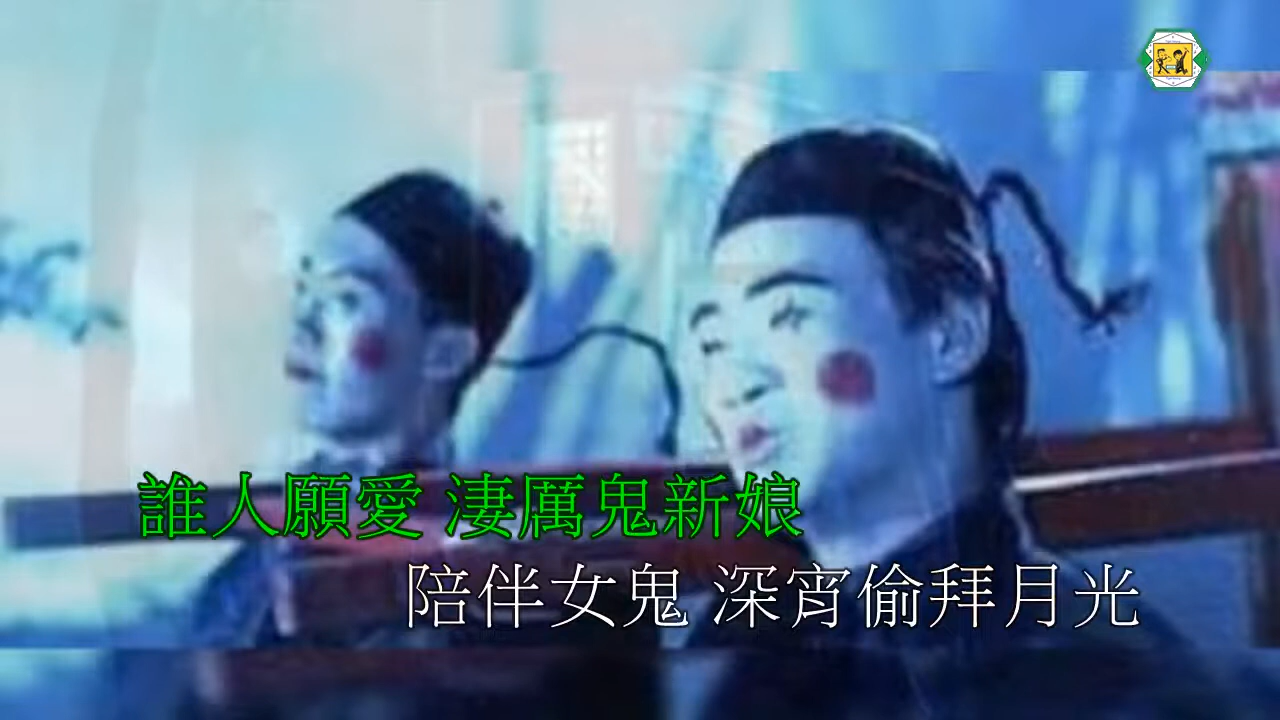 誰人願愛 淒厲鬼新娘
陪伴女鬼 深宵偷拜月光